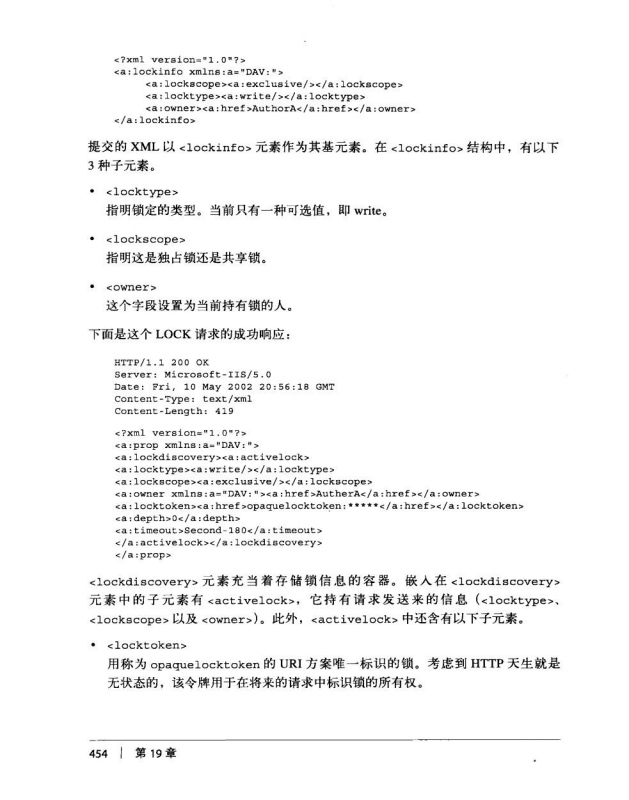 <?xml version="1.0"?>
<a:lockinfo xmlns:a="DAV:">
<a:lockscope><a:exclusive/></a:lockscope>
<a:locktype><a:write/></a:locktype>
<a:owner><a:href>AuthorA</a:href></a:owner>
</a:lockinfo>
提交的 XML 以 <lockinfo> 元素作为其基元素。在 <lockinfo> 结构中，有以下
3 种子元素。
• <locktype>
指明锁定的类型。当前只有一种可选值，即 write。
• <lockscope>
指明这是独占锁还是共享锁。
• <owner>
这个字段设置为当前持有锁的人。
下面是这个 LOCK 请求的成功响应：
HTTP/1.1 200 OK
Server: Microsoft-IIS/5.0
Date: Fri, 10 May 2002 20:56:18 GMT
Content-Type: text/xml
Content-Length: 419
<?xml version="1.0"?>
<a:prop xmlns:a="DAV:">
<a:lockdiscovery><a:activelock>
<a:locktype><a:write/></a:locktype>
<a:lockscope><a:exclusive/></a:lockscope>
<a:owner xmlns:a="DAV:"><a:href>AutherA</a:href></a:owner>
<a:locktoken><a:href>opaquelocktoken:*****</a:href></a:locktoken>
<a:depth>0</a:depth>
<a:timeout>Second-180</a:timeout>
</a:activelock></a:lockdiscovery>
</a:prop>
<lockdiscovery> 元素充当着存储锁信息的容器。嵌入在 <lockdiscovery>
元素中的子元素有 <activelock>，它持有请求发送来的信息（<locktype>、
<lockscope> 以及 <owner>）。此外，<activelock> 中还含有以下子元素。
• <locktoken>
用称为 opaquelocktoken 的 URI 方案唯一标识的锁。考虑到 HTTP 天生就是
无状态的，该令牌用于在将来的请求中标识锁的所有权。
454 | 第 19 章